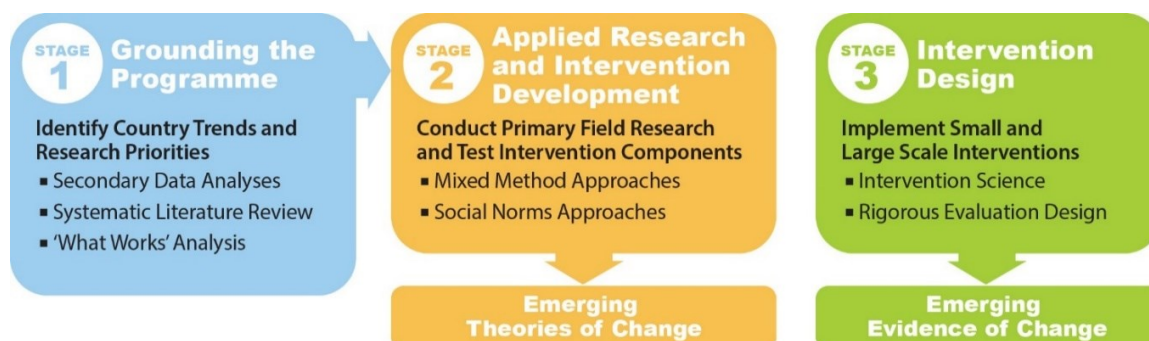 STAGE
1
Grounding the
Programme
Identify Country Trends and
Research Priorities
▪ Secondary Data Analyses
▪ Systematic Literature Review
▪ ‘What Works’ Analysis
STAGE
2
Applied Research
and Intervention
Development
Conduct Primary Field Research
and Test Intervention Components
▪ Mixed Method Approaches
▪ Social Norms Approaches
Emerging
Theories of Change
STAGE
3
Intervention
Design
Implement Small and
Large Scale Interventions
▪ Intervention Science
▪ Rigorous Evaluation Design
Emerging
Evidence of Change